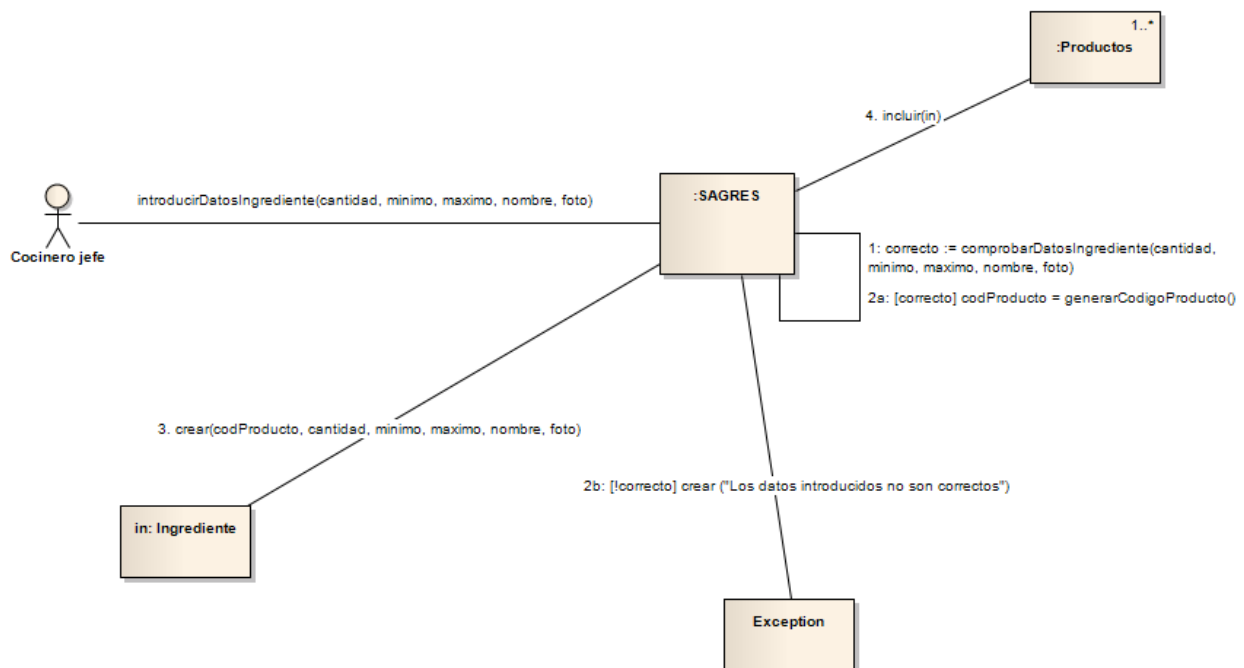 1..*
:Productos
4. incluir(in)
:SAGRES
introducirDatosIngrediente(cantidad, minimo, maximo, nombre, foto)
Cocinero jefe
1: correcto := comprobarDatosIngrediente(cantidad,
minimo, maximo, nombre, foto)
2a: [correcto] codProducto = generarCodigoProducto()
3. crear(codProducto, cantidad, minimo, maximo, nombre, foto)
2b: [!correcto] crear ("Los datos introducidos no son correctos")
in: Ingrediente
Exception